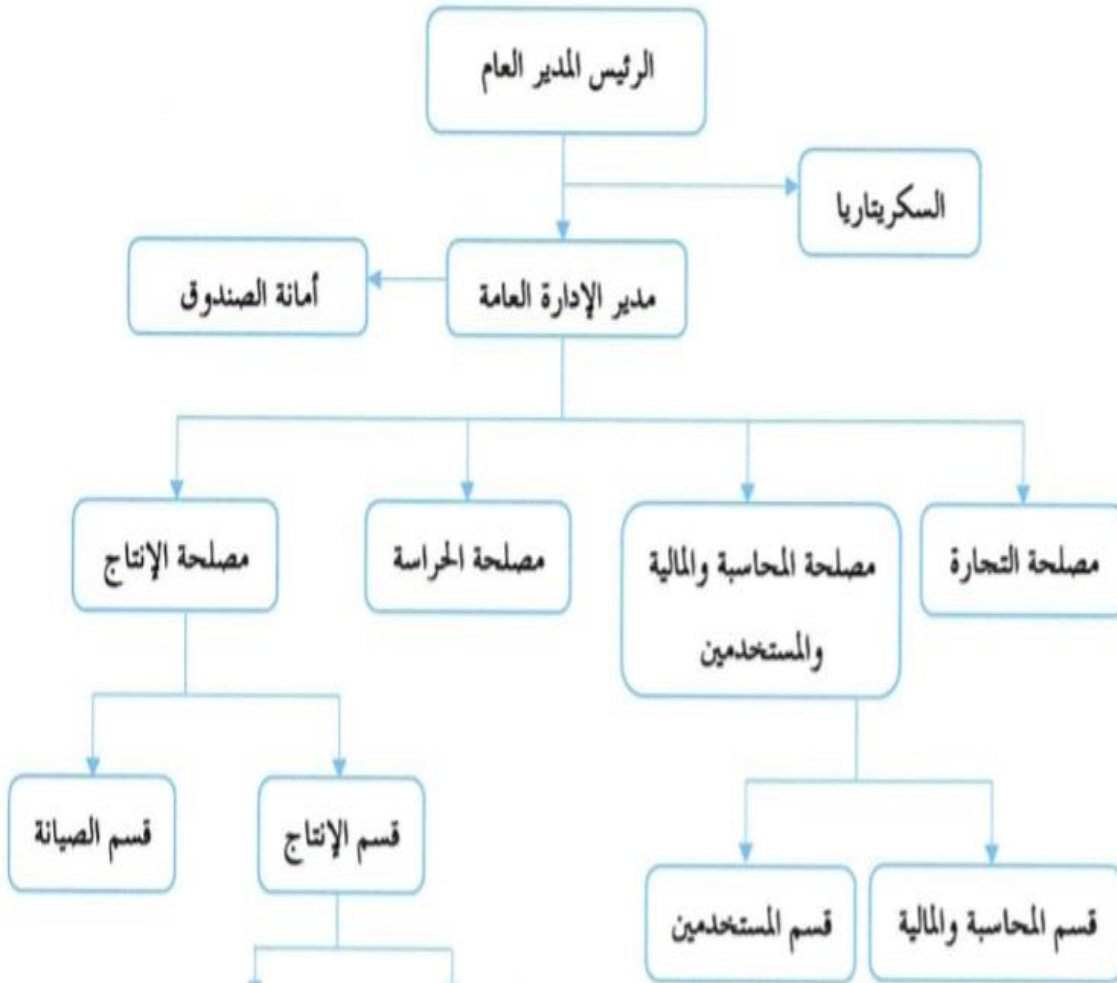 الرئيس المدير العام
السكريتاريا
مدير الإدارة العامة
أمانة الصندوق
مصلحة التجارة
مصلحة المحاسبة والمالية
والمستخدمين
مصلحة الحراسة
مصلحة الإنتاج
قسم المحاسبة والمالية
قسم المستخدمين
قسم الإنتاج
قسم الصيانة